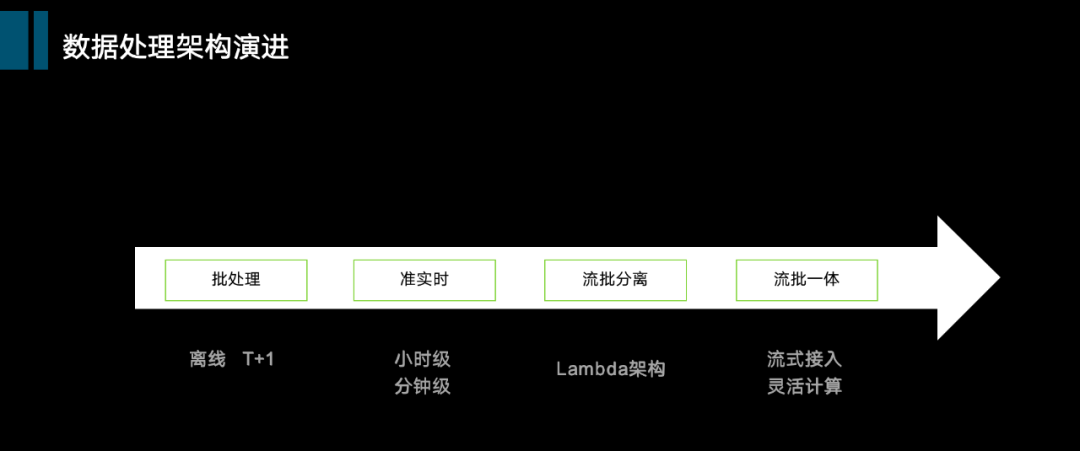 数据处理架构演进
批处理
准实时
流批分离
流批一体
离线 T+1
小时级
分钟级
Lambda架构
流式接入
灵活计算